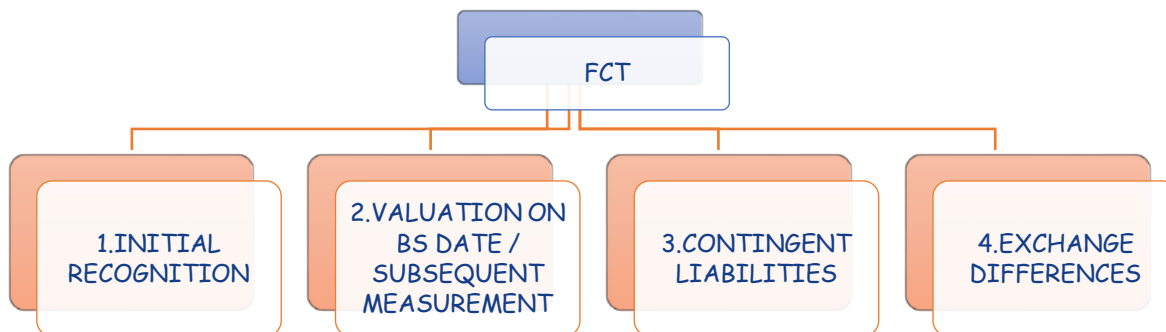 FCT
1.INITIAL
RECOGNITION
2.VALUATION ON
BS DATE /
SUBSEQUENT
MEASUREMENT
3.CONTINGENT
LIABILITIES
4.EXCHANGE
DIFFERENCES